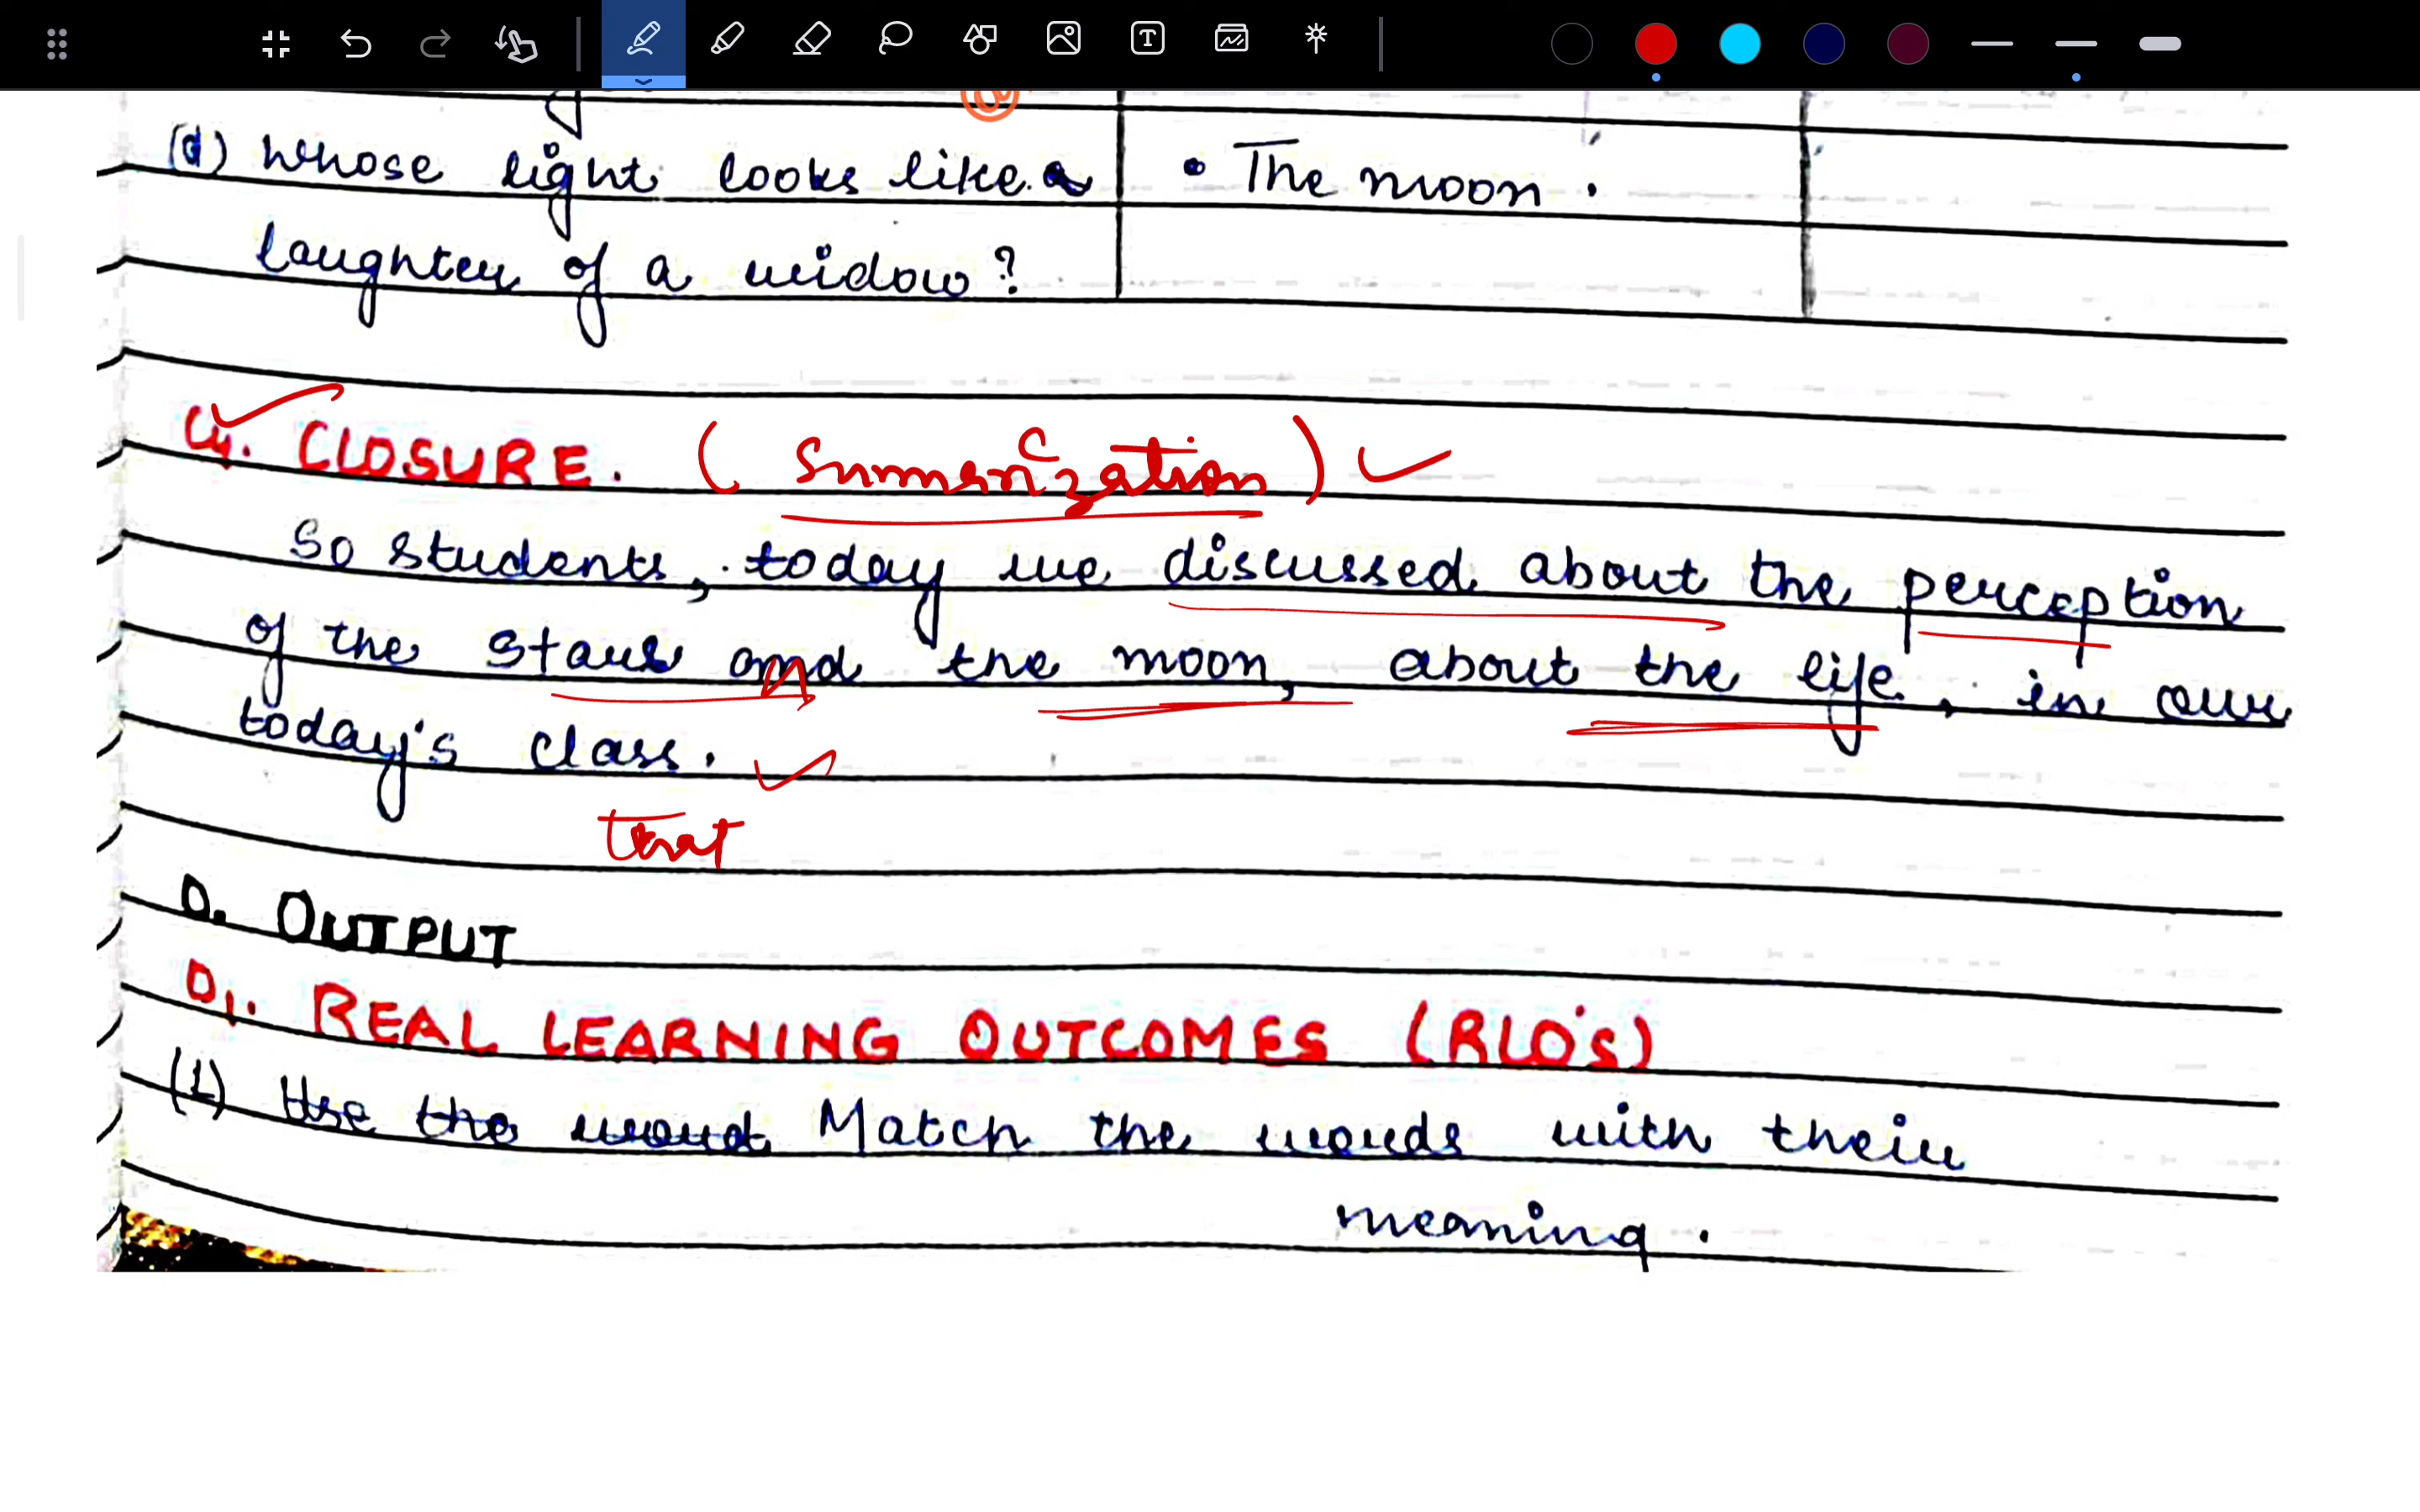 (d) Whose light looks like a • The moon.
laughter of a widow?
C4. CLOSURE. (Summarization)
So students, today we discussed about the perception
of the stars and the moon, about the life, in our
today's class.
that
D. OUTPUT
D1. REAL LEARNING OUTCOMES (RLO's)
(1) Use the word Match the words with their
meaning.